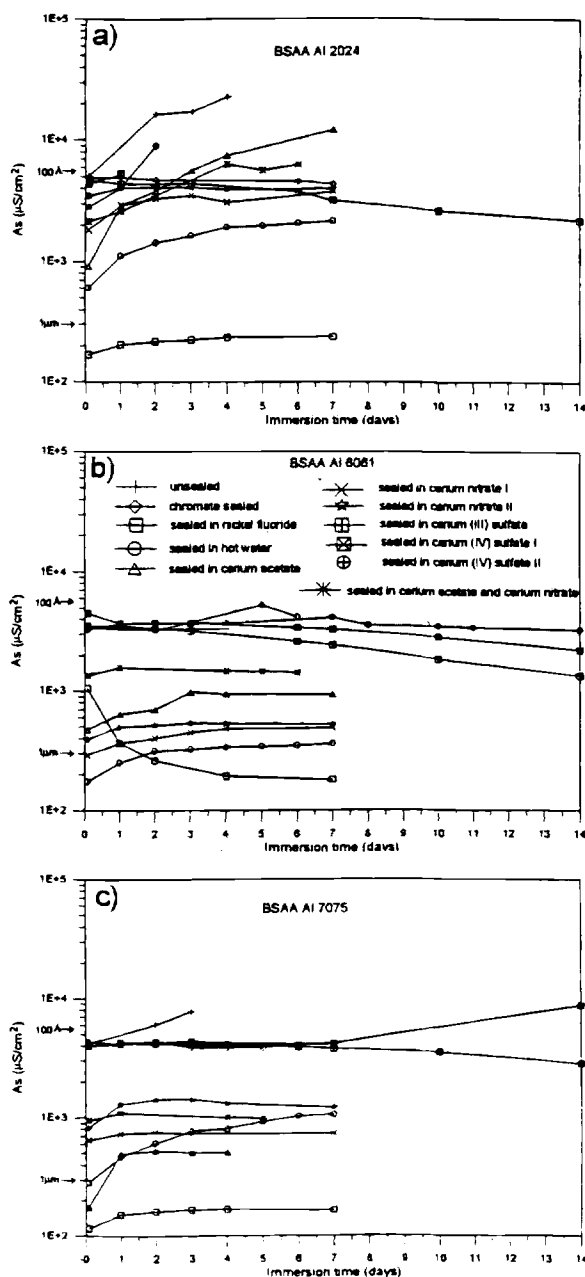 a)
BSAA Al 2024
1E+5
1E+4
100 Å→
1E+3
1μm→
1E+2
As (μS/cm²)
0 1 2 3 4 5 6 7 8 9 10 11 12 13 14
Immersion time (days)
b)
BSAA Al 6061
1E+5
unsealed
chromate sealed
sealed in nickel fluoride
sealed in hot water
sealed in cerium acetate
sealed in cerium nitrate I
sealed in cerium nitrate II
sealed in cerium (III) sulfate
sealed in cerium (IV) sulfate I
sealed in cerium (IV) sulfate II
sealed in cerium acetate and cerium nitrate
1E+4
100 Å→
1E+3
1μm→
1E+2
As (μS/cm²)
0 1 2 3 4 5 6 7 8 9 10 11 12 13 14
Immersion time (days)
c)
BSAA Al 7075
1E+5
1E+4
100 Å→
1E+3
1μm→
1E+2
As (μS/cm²)
0 1 2 3 4 5 6 7 8 9 10 11 12 13 14
Immersion time (days)